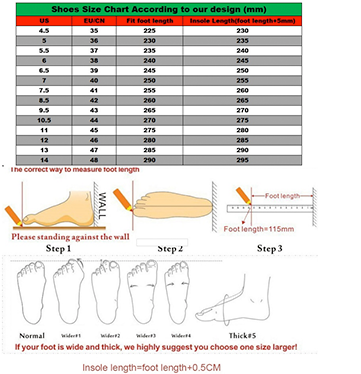 Shoes Size Chart According to our design (mm)
US EU/CN Fit foot length Insole Length(foot length+5mm)
4.5 35 225 230
5 36 230 235
5.5 37 235 240
6 38 240 245
6.5 39 245 250
7 40 250 255
7.5 41 255 260
8.5 42 260 265
9.5 43 265 270
10.5 44 270 275
11 45 275 280
12 46 280 285
13 47 285 290
14 48 290 295
The correct way to measure foot length
WALL
Foot length
Foot length=115mm
Please standing against the wall
Step 1 Step 2 Step 3
Normal Wider#1 Wider#2 Wider#3 Wider#4 Thick#5
If your foot is wide and thick, we highly suggest you choose one size larger!
Insole length=foot length+0.5CM